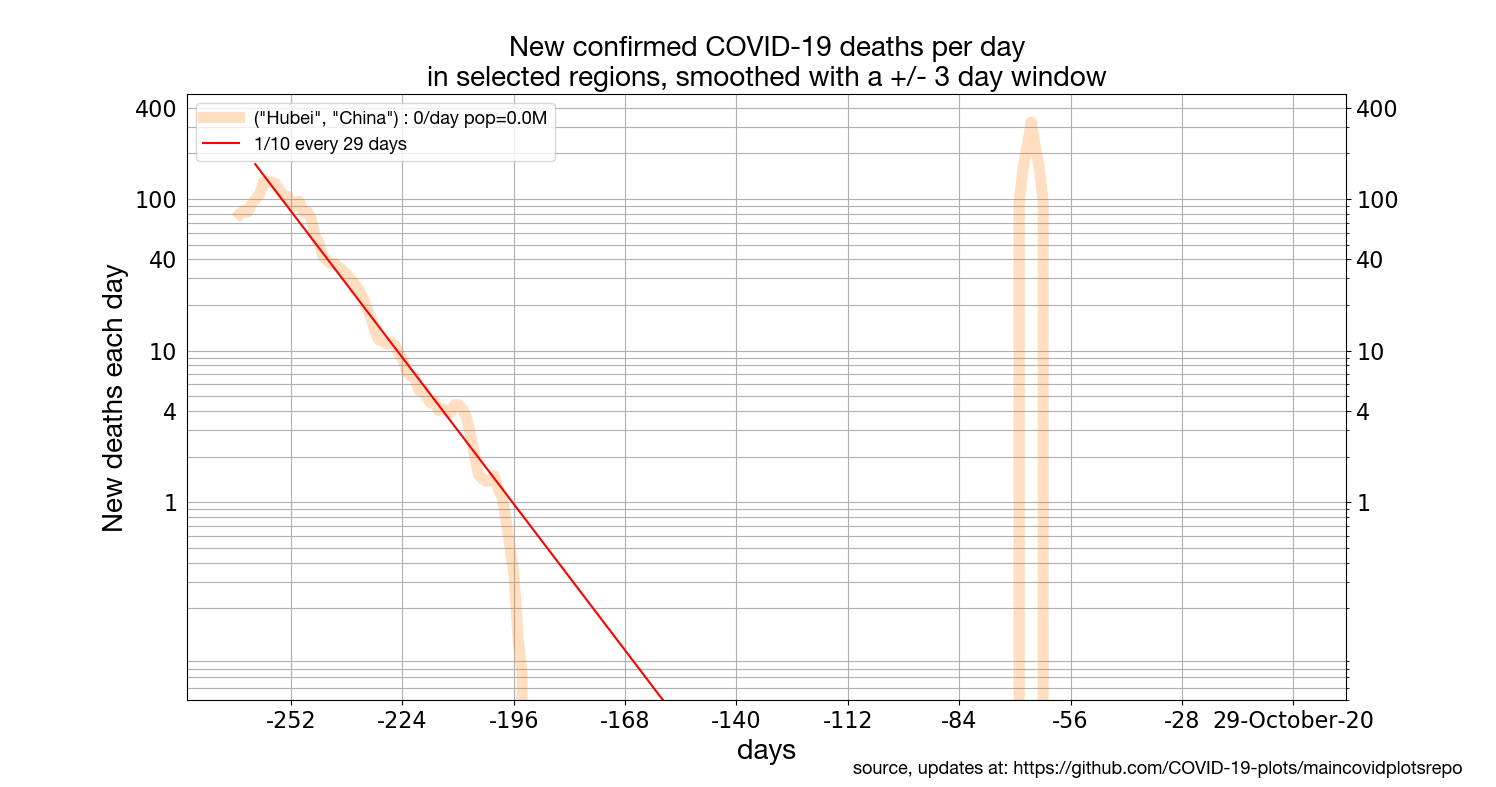 New confirmed COVID-19 deaths per day
in selected regions, smoothed with a +/- 3 day window
("Hubei", "China") : 0/day pop=0.0M
1/10 every 29 days
400
100
40
10
4
1
400
100
40
10
4
1
New deaths each day
-252 -224 -196 -168 -140 -112 -84 -56 -28 29-October-20
days
source, updates at: https://github.com/COVID-19-plots/maincovidplotsrepo